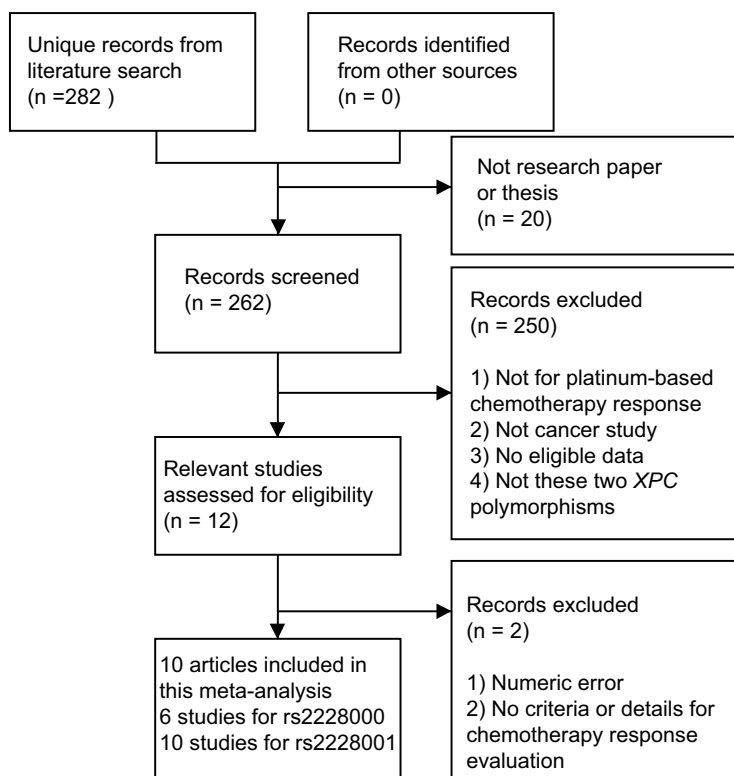 Unique records from
literature search
(n =282 )
Records identified
from other sources
(n = 0)
Not research paper
or thesis
(n = 20)
Records screened
(n = 262)
Records excluded
(n = 250)
1) Not for platinum-based
chemotherapy response
2) Not cancer study
3) No eligible data
4) Not these two XPC
polymorphisms
Relevant studies
assessed for eligibility
(n = 12)
Records excluded
(n = 2)
1) Numeric error
2) No criteria or details for
chemotherapy response
evaluation
10 articles included in
this meta-analysis
6 studies for rs2228000
10 studies for rs2228001